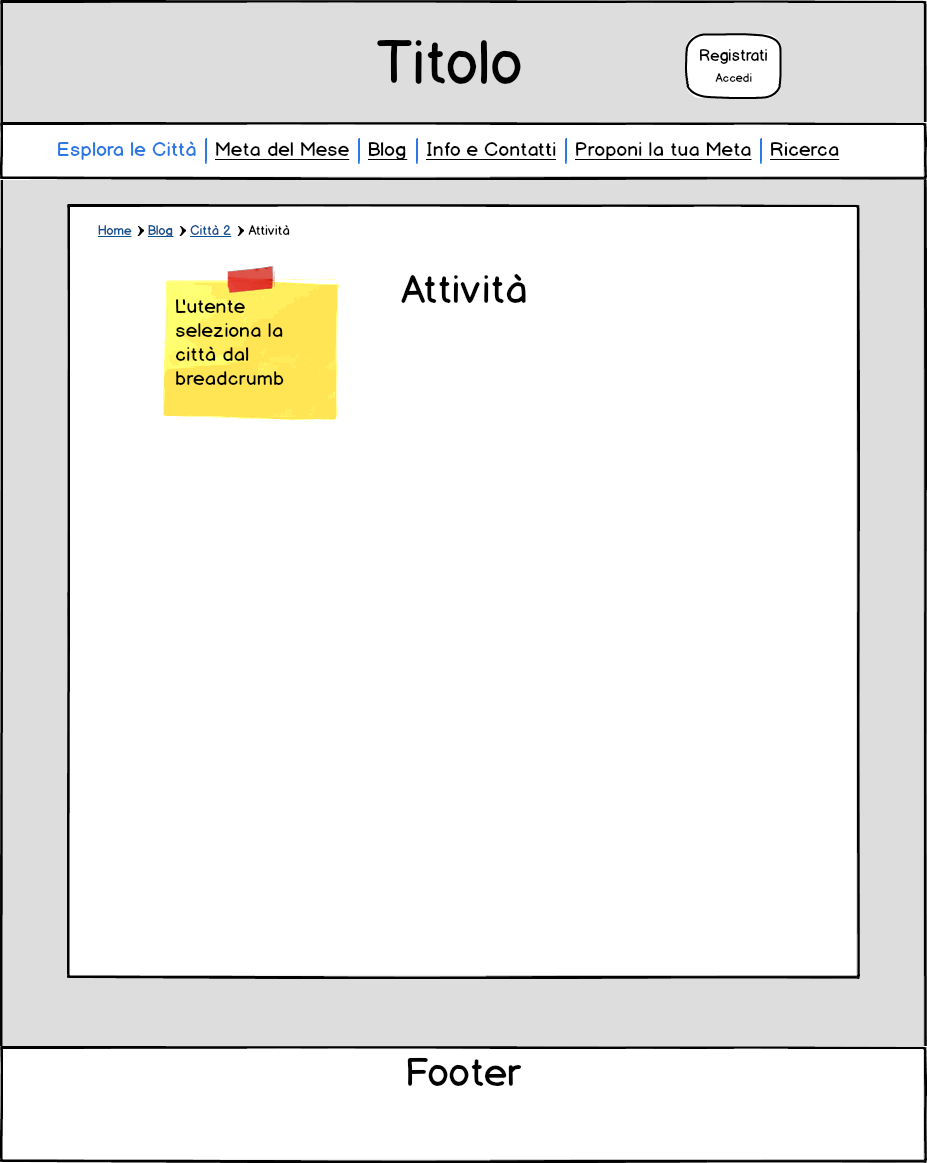 Titolo
Registrati
Accedi
Esplora le Città | Meta del Mese | Blog | Info e Contatti | Proponi la tua Meta | Ricerca
Home > Blog > Città 2 > Attività
Attività
L'utente
seleziona la
città dal
breadcrumb
Footer